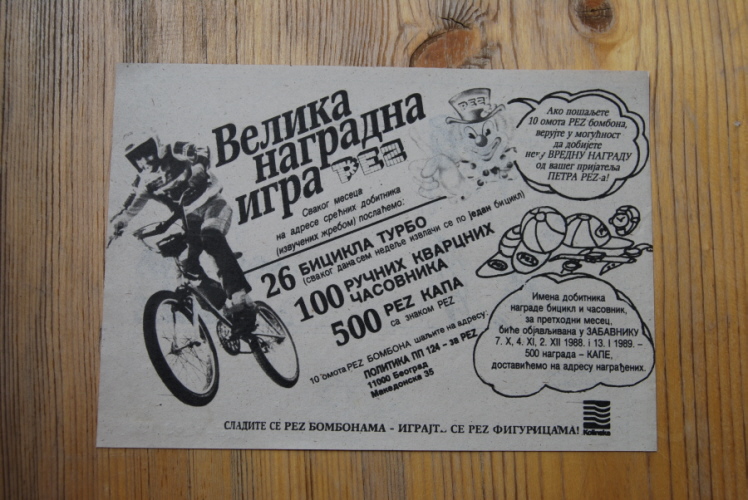 Велика
наградна
игра PEZ
PEZ
Ако пошаљете
10 омота PEZ бомбона,
верујте у могућност
да добијете
неку ВРЕДНУ НАГРАДУ
од вашег пријатеља
ПЕТРА PEZ-а!
Сваког месеца
на адресе срећних добитника
(извучених жребом) послаћемо:
26 БИЦИКЛА ТУРБО
(сваког дана сем недеље извлачи се по један бицикл)
100 РУЧНИХ КВАРЦНИХ
ЧАСОВНИКА
500 PEZ КАПА
са знаком PEZ
10 омота PEZ БОМБОНА шаљите на адресу:
ПОЛИТИКА ПП 124 – за PEZ
11000 Београд
Македонска 35
Имена добитника
награде бицикл и часовник,
за претходни месец,
биће објављивана у ЗАБАВНИКУ
7. X, 4. XI, 2. XII 1988. i 13. I 1989. –
500 награда – КАПЕ,
доставићемо на адресу награђених.
СЛАДИТЕ СЕ PEZ БОМБОНАМА - ИГРАЈТЕ СЕ PEZ ФИГУРИЦАМА!
Kolinska